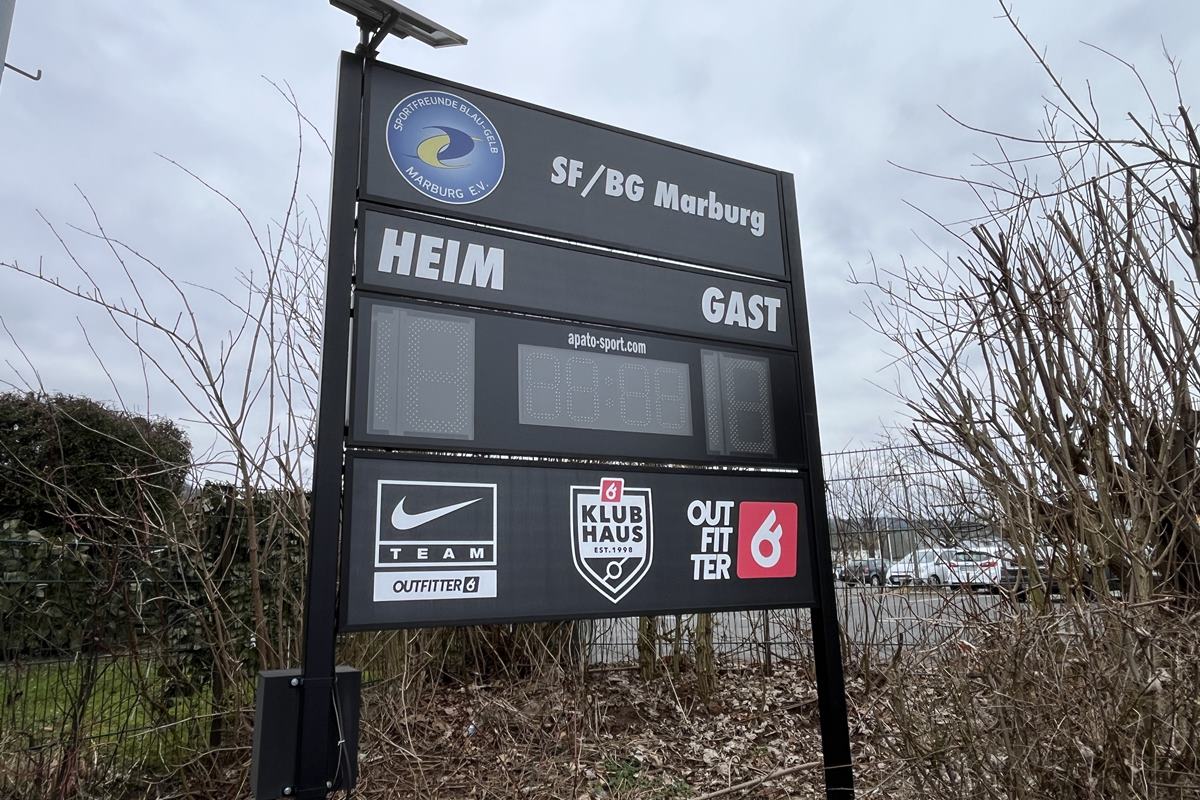 SPORTFREUNDE BLAU-GELB
MARBURG E.V.
SF/BG Marburg
HEIM
GAST
apato-sport.com
TEAM
OUTFITTER
KLUB
HAUS
EST.1998
OUT
FIT
TER